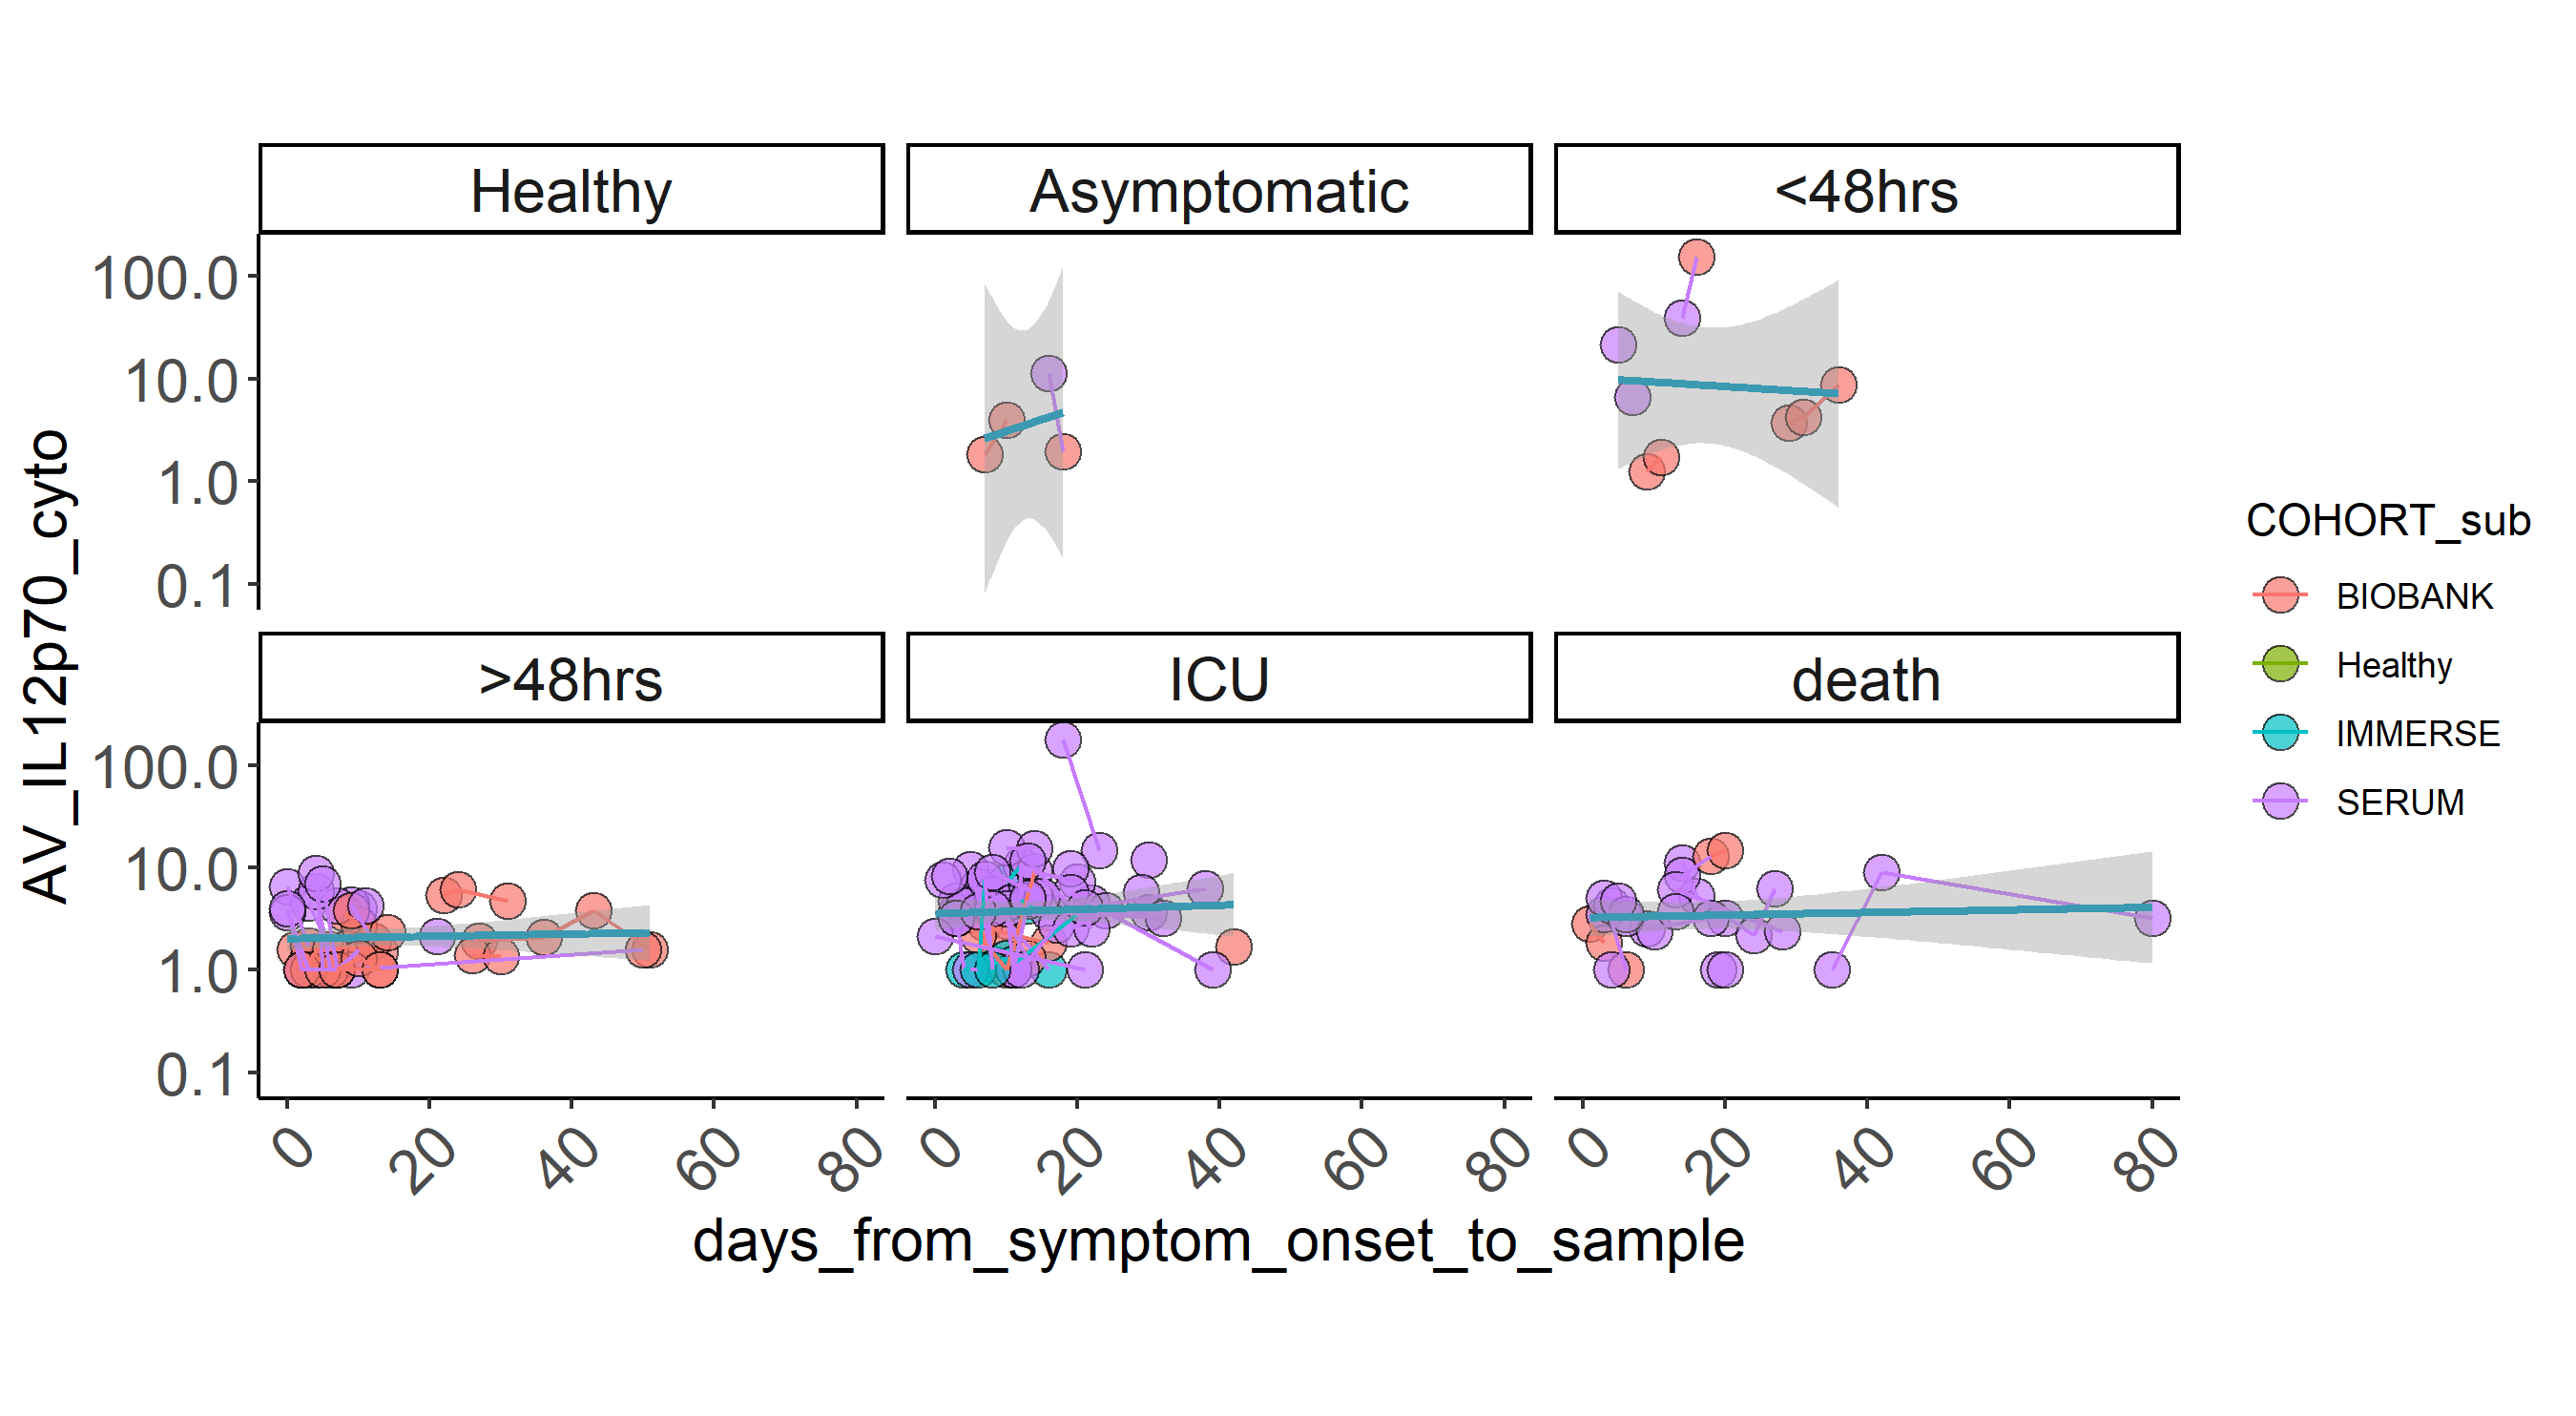 Healthy
Asymptomatic
<48hrs
100.0
10.0
1.0
0.1
>48hrs
ICU
death
100.0
10.0
1.0
0.1
0 20 40 60 80
0 20 40 60 80
0 20 40 60 80
days_from_symptom_onset_to_sample
AV_IL12p70_cyto
COHORT_sub
BIOBANK
Healthy
IMMERSE
SERUM